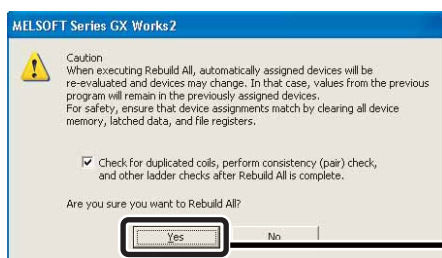 MELSOFT Series GX Works2
Caution
When executing Rebuild All, automatically assigned devices will be
re-evaluated and devices may change. In that case, values from the previous
program will remain in the previously assigned devices.
For safety, ensure that device assignments match by clearing all device
memory, latched data, and file registers.
Check for duplicated coils, perform consistency (pair) check,
and other ladder checks after Rebuild All is complete.
Are you sure you want to Rebuild All?
Yes
No